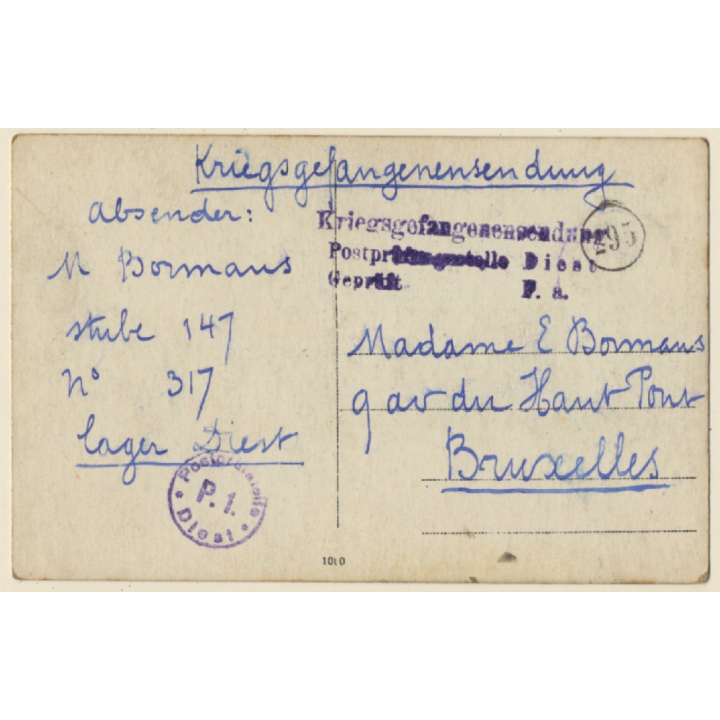 Kriegsgefangenensendung
Absender:
M Bormans
stube 147
N° 317
lager Diest
Kriegsgefangenensendung
Postprüfungsstelle Diest
Geprüft F. a.
295
Madame E Bormans
9 av du Haut Pont
Bruxelles
P. 1.
Diest
1010